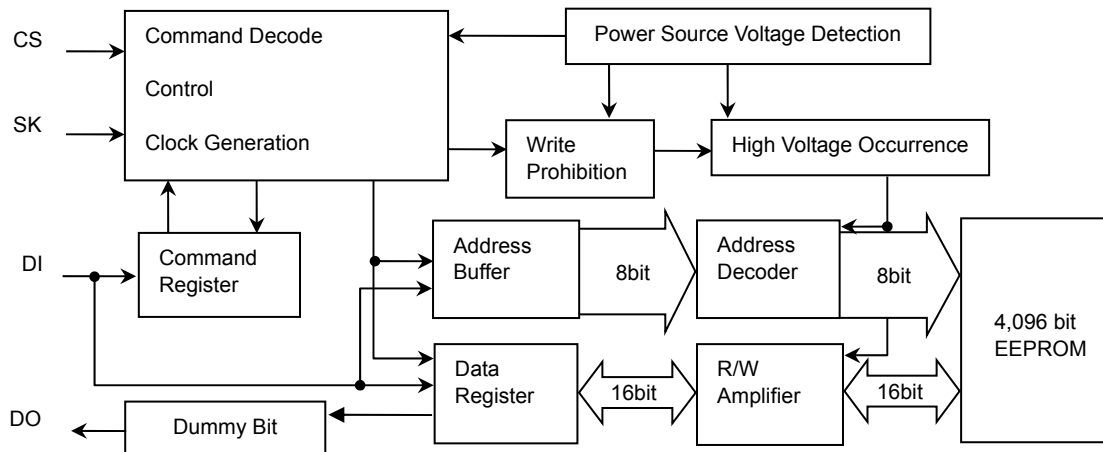 CS
Command Decode
Control
Clock Generation
Power Source Voltage Detection
SK
Write
Prohibition
High Voltage Occurrence
DI
Command
Register
Address
Buffer
8bit
Address
Decoder
8bit
4,096 bit
EEPROM
Data
Register
16bit
R/W
Amplifier
16bit
DO
Dummy Bit